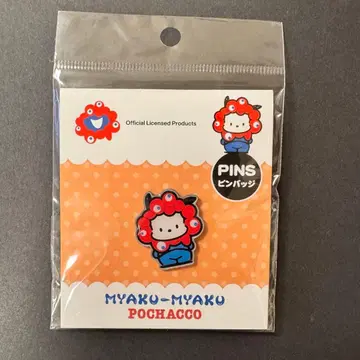 Official Licensed Products
PINS
ピンバッジ
MYAKU-MYAKU
POCHACCO